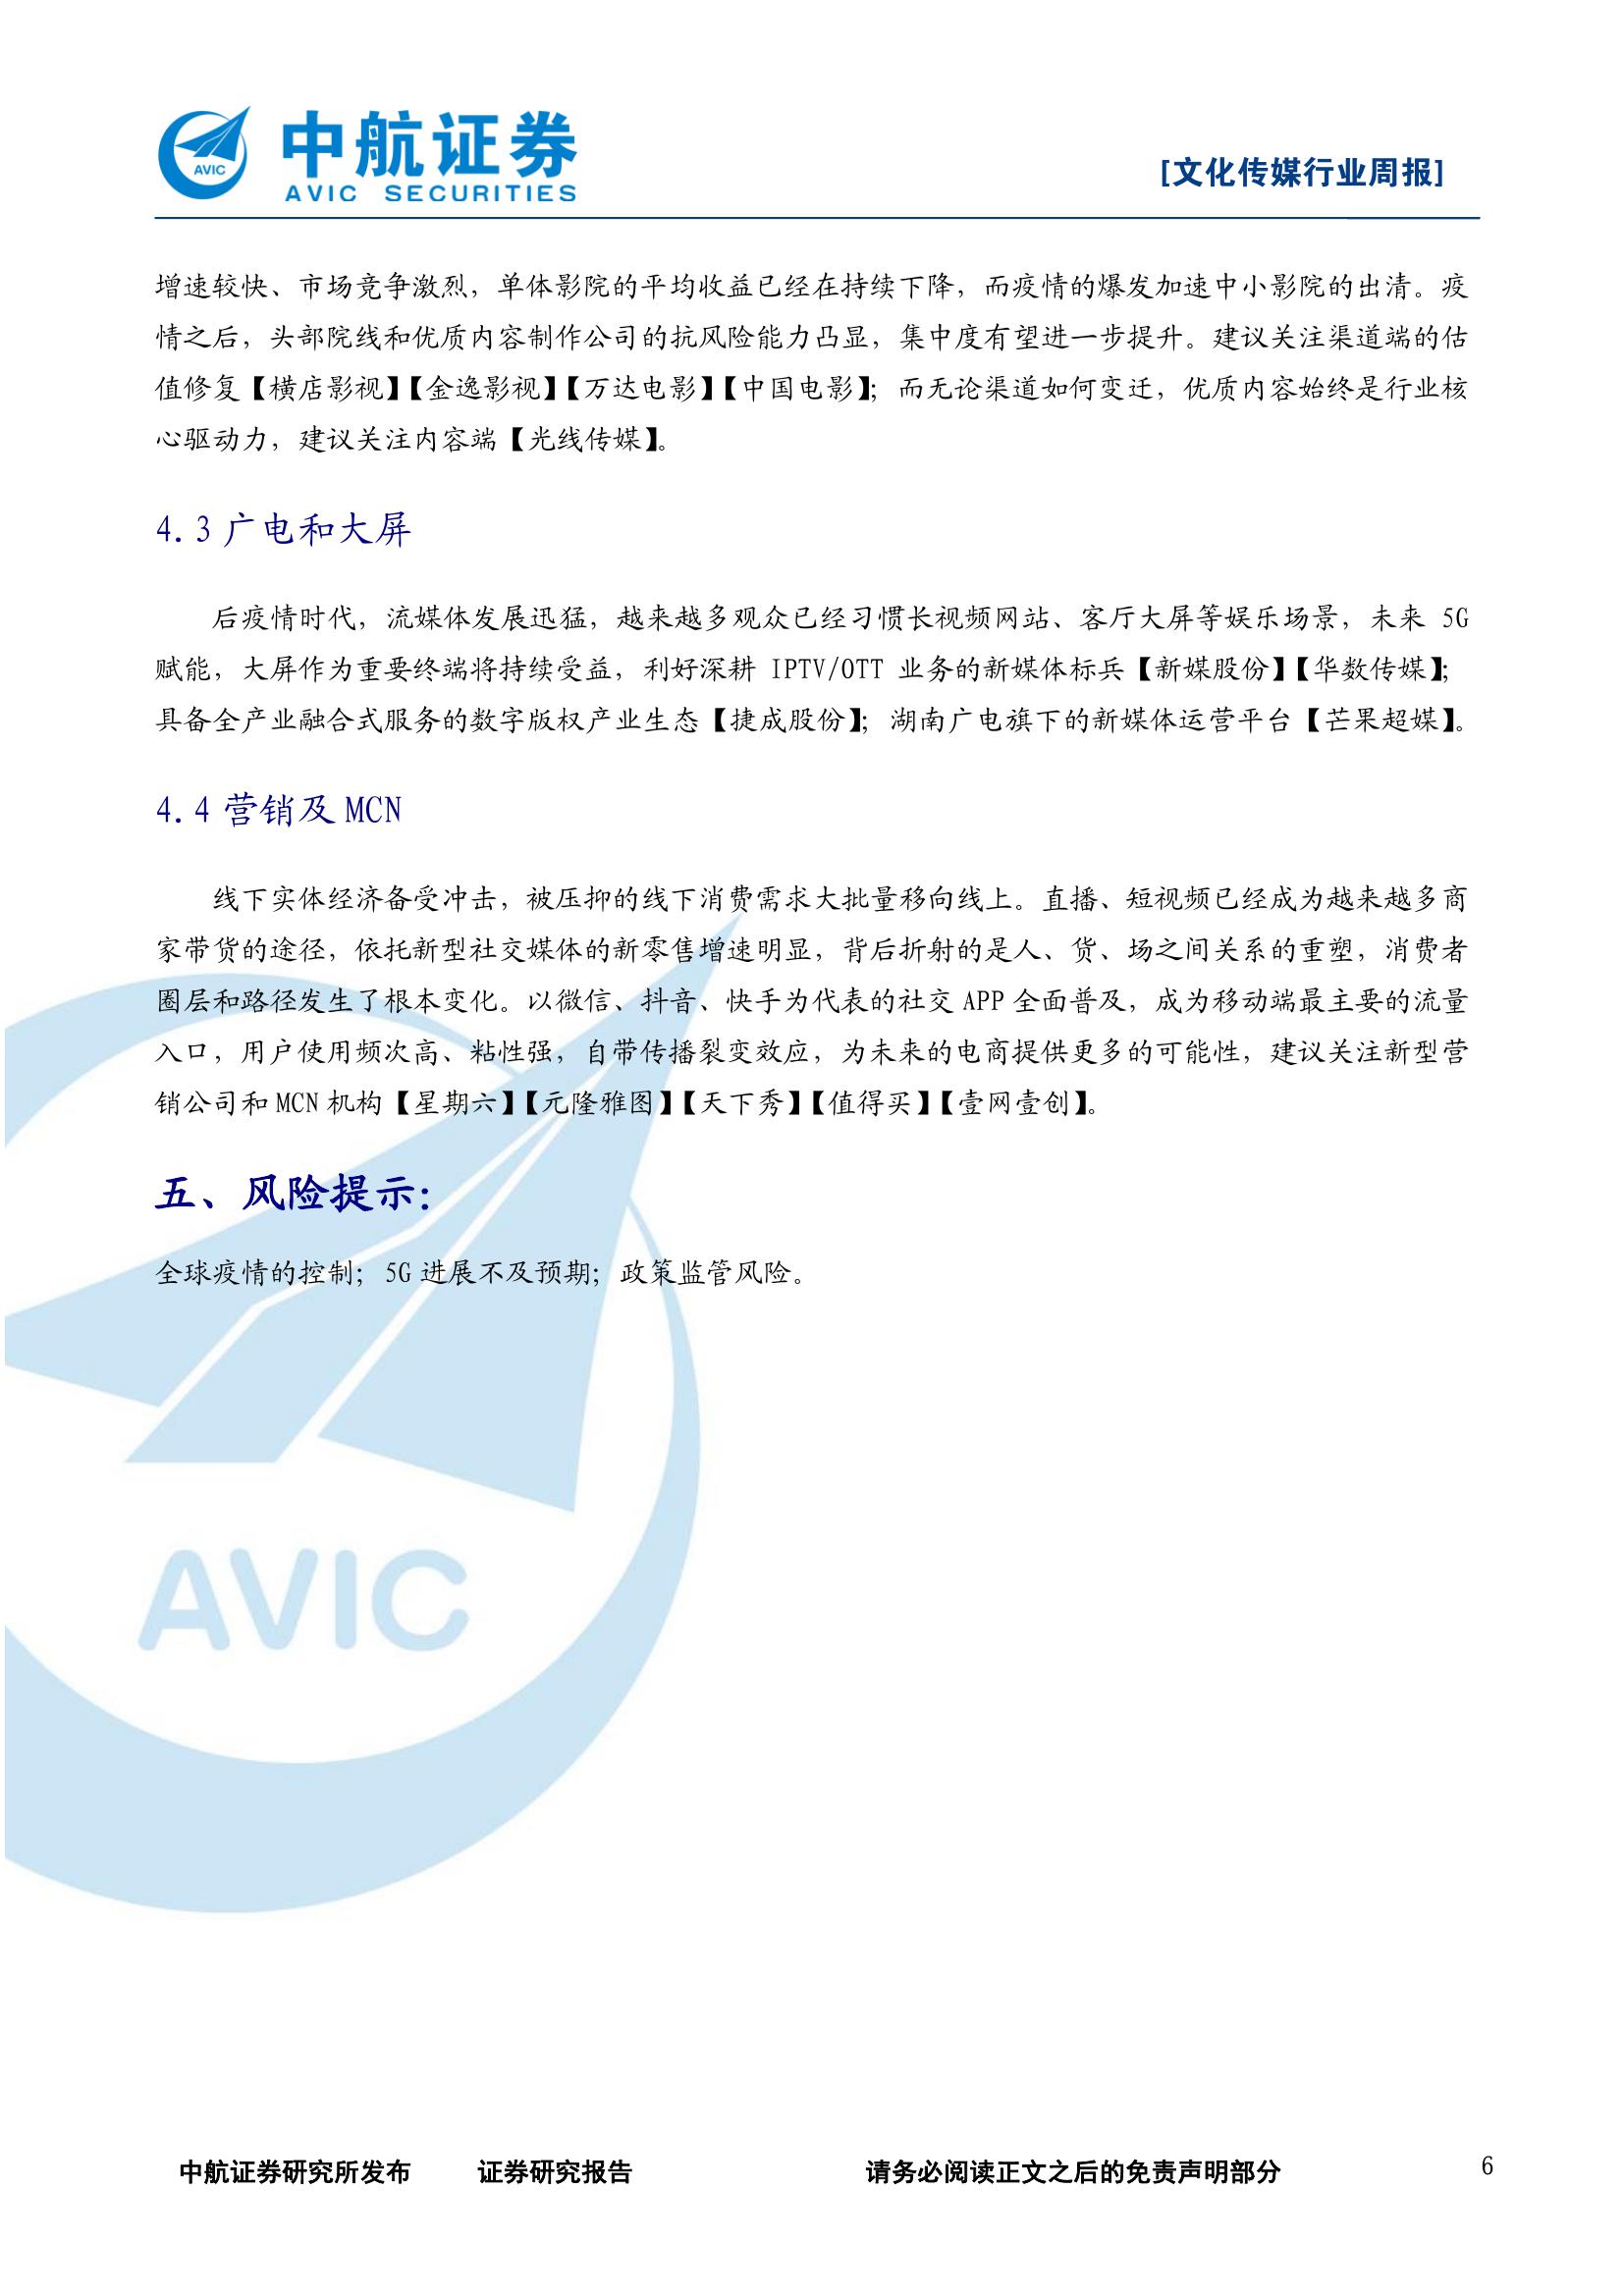 中航证券
AVIC SECURITIES
AVIC
[文化传媒行业周报]
增速较快、市场竞争激烈，单体影院的平均收益已经在持续下降，而疫情的爆发加速中小影院的出清。疫
情之后，头部院线和优质内容制作公司的抗风险能力凸显，集中度有望进一步提升。建议关注渠道端的估
值修复【横店影视】【金逸影视】【万达电影】【中国电影】；而无论渠道如何变迁，优质内容始终是行业核
心驱动力，建议关注内容端【光线传媒】。
4.3 广电和大屏
后疫情时代，流媒体发展迅猛，越来越多观众已经习惯长视频网站、客厅大屏等娱乐场景，未来 5G
赋能，大屏作为重要终端将持续受益，利好深耕 IPTV/OTT 业务的新媒体标兵【新媒股份】【华数传媒】；
具备全产业融合式服务的数字版权产业生态【捷成股份】；湖南广电旗下的新媒体运营平台【芒果超媒】。
4.4 营销及 MCN
线下实体经济备受冲击，被压抑的线下消费需求大批量移向线上。直播、短视频已经成为越来越多商
家带货的途径，依托新型社交媒体的新零售增速明显，背后折射的是人、货、场之间关系的重塑，消费者
圈层和路径发生了根本变化。以微信、抖音、快手为代表的社交 APP 全面普及，成为移动端最主要的流量
入口，用户使用频次高、粘性强，自带传播裂变效应，为未来的电商提供更多的可能性，建议关注新型营
销公司和 MCN 机构【星期六】【元隆雅图】【天下秀】【值得买】【壹网壹创】。
五、风险提示：
全球疫情的控制；5G 进展不及预期；政策监管风险。
AVIC
中航证券研究所发布 证券研究报告 请务必阅读正文之后的免责声明部分 6